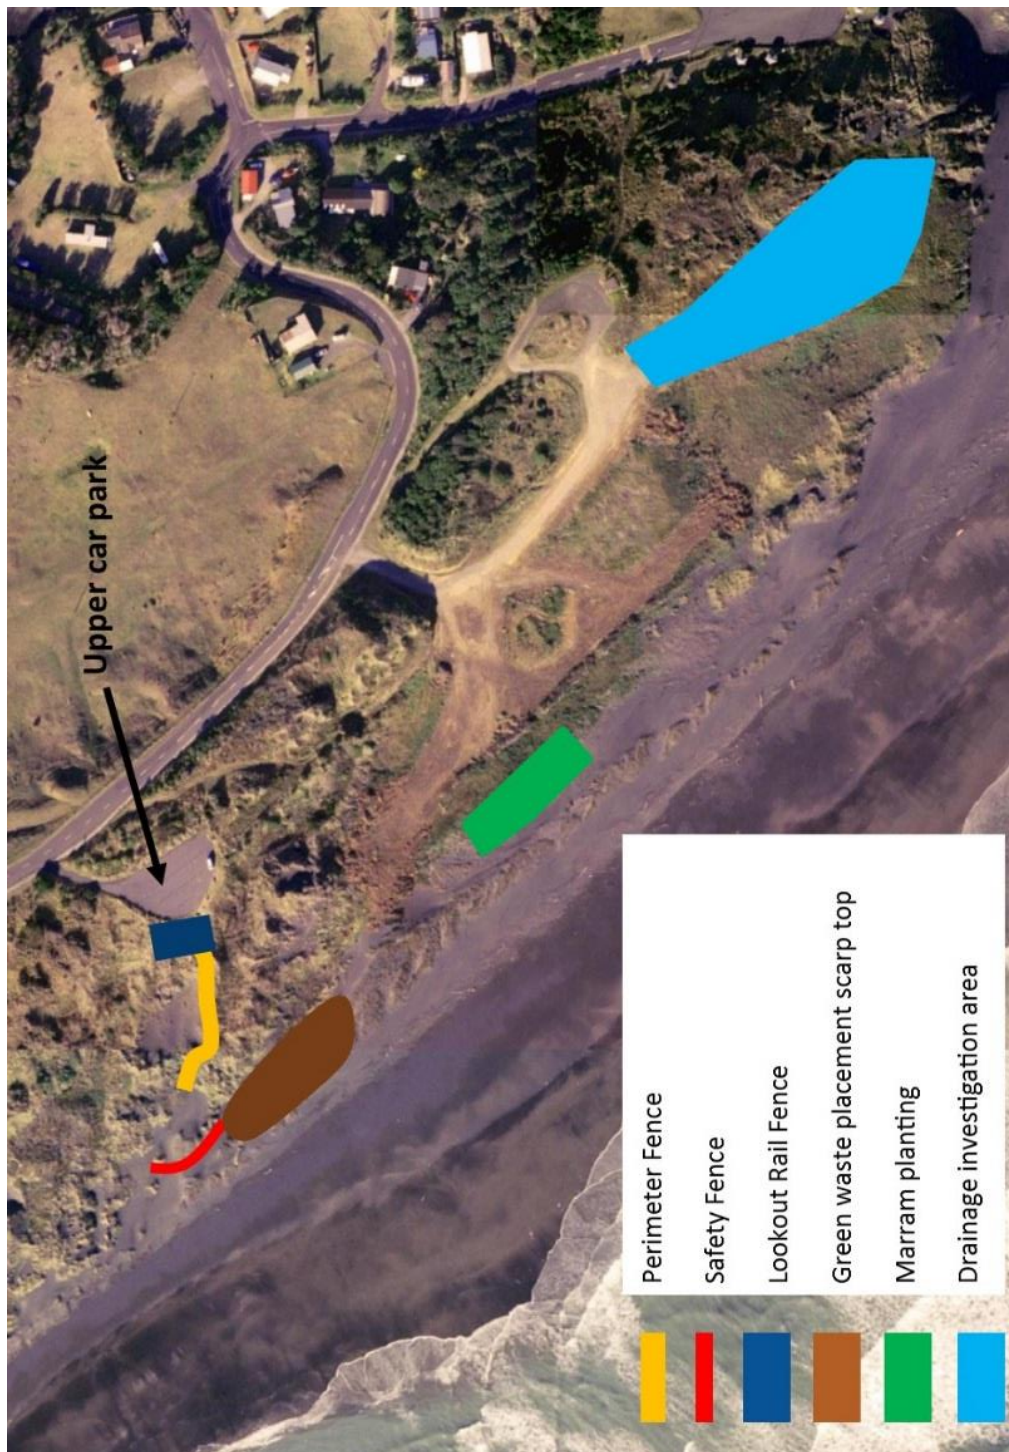 Upper car park
Perimeter Fence
Safety Fence
Lookout Rail Fence
Green waste placement scarp top
Marram planting
Drainage investigation area